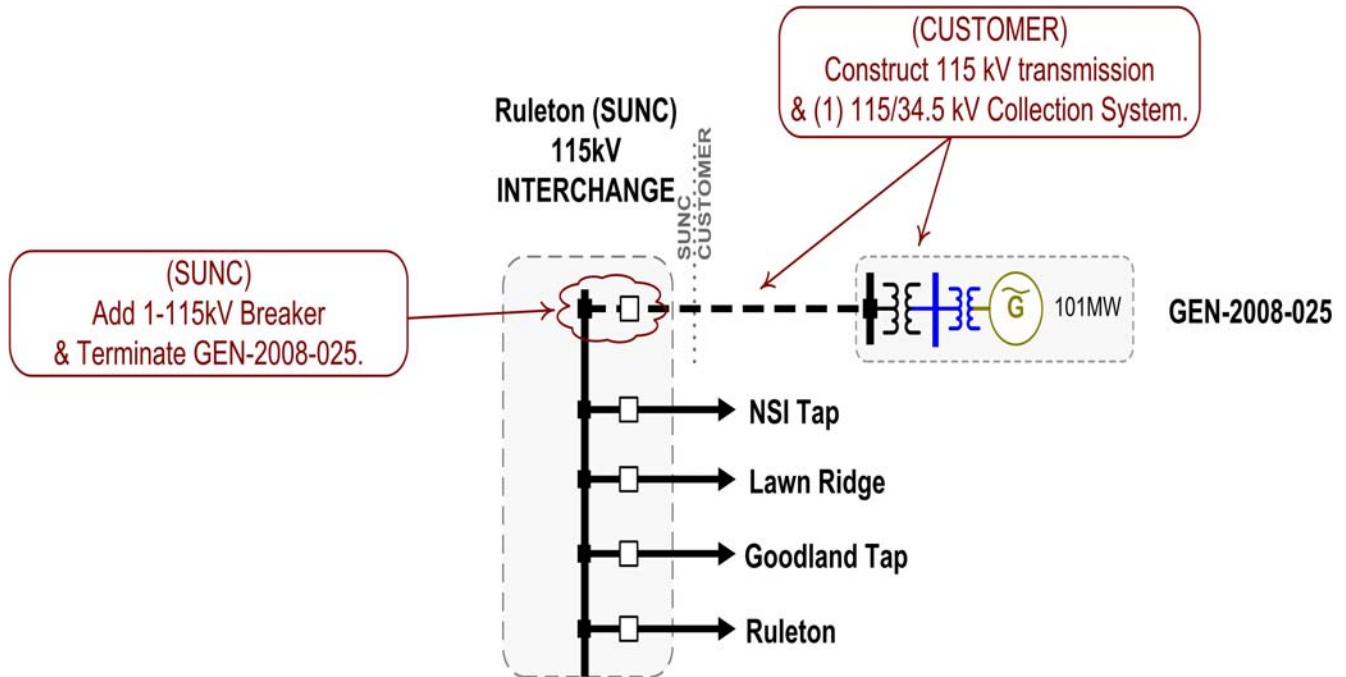 (CUSTOMER)
Construct 115 kV transmission
& (1) 115/34.5 kV Collection System.
Ruleton (SUNC)
115kV
INTERCHANGE
SUNC
CUSTOMER
(SUNC)
Add 1-115kV Breaker
& Terminate GEN-2008-025.
G
101MW
GEN-2008-025
NSI Tap
Lawn Ridge
Goodland Tap
Ruleton